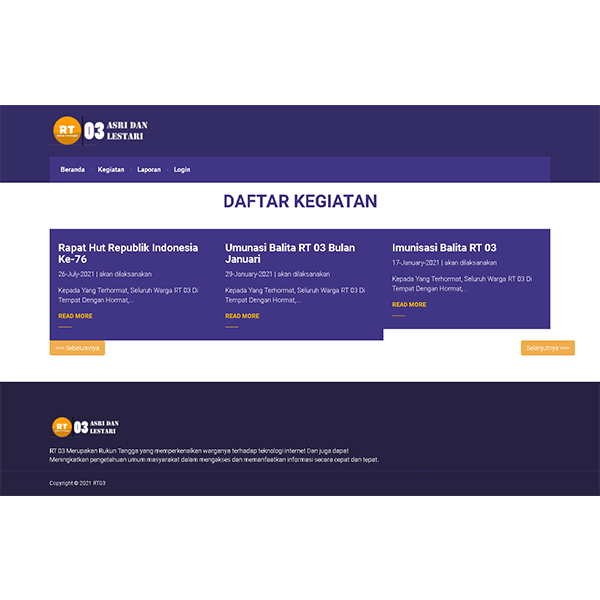 RT
03 ASRI DAN
LESTARI
Beranda Kegiatan Laporan Login
DAFTAR KEGIATAN
Rapat Hut Republik Indonesia
Ke-76
26-July-2021 | akan dilaksanakan
Kepada Yang Terhormat, Seluruh Warga RT 03 Di
Tempat Dengan Hormat,...
READ MORE
Umunasi Balita RT 03 Bulan
Januari
29-January-2021 | akan dilaksanakan
Kepada Yang Terhormat, Seluruh Warga RT 03 Di
Tempat Dengan Hormat,...
READ MORE
Imunisasi Balita RT 03
17-January-2021 | akan dilaksanakan
Kepada Yang Terhormat, Seluruh Warga RT 03 Di
Tempat Dengan Hormat,...
READ MORE
<<< Sebelumnya
Selanjutnya >>>
RT
03 ASRI DAN
LESTARI
RT 03 Merupakan Rukun Tangga yang memperkenalkan warganya terhadap teknologi internet Dan juga dapat
Meningkatkan pengetahuan umum masyarakat dalam mengakses dan memanfaatkan informasi secara cepat dan tepat.
Copyright © 2021 RT03